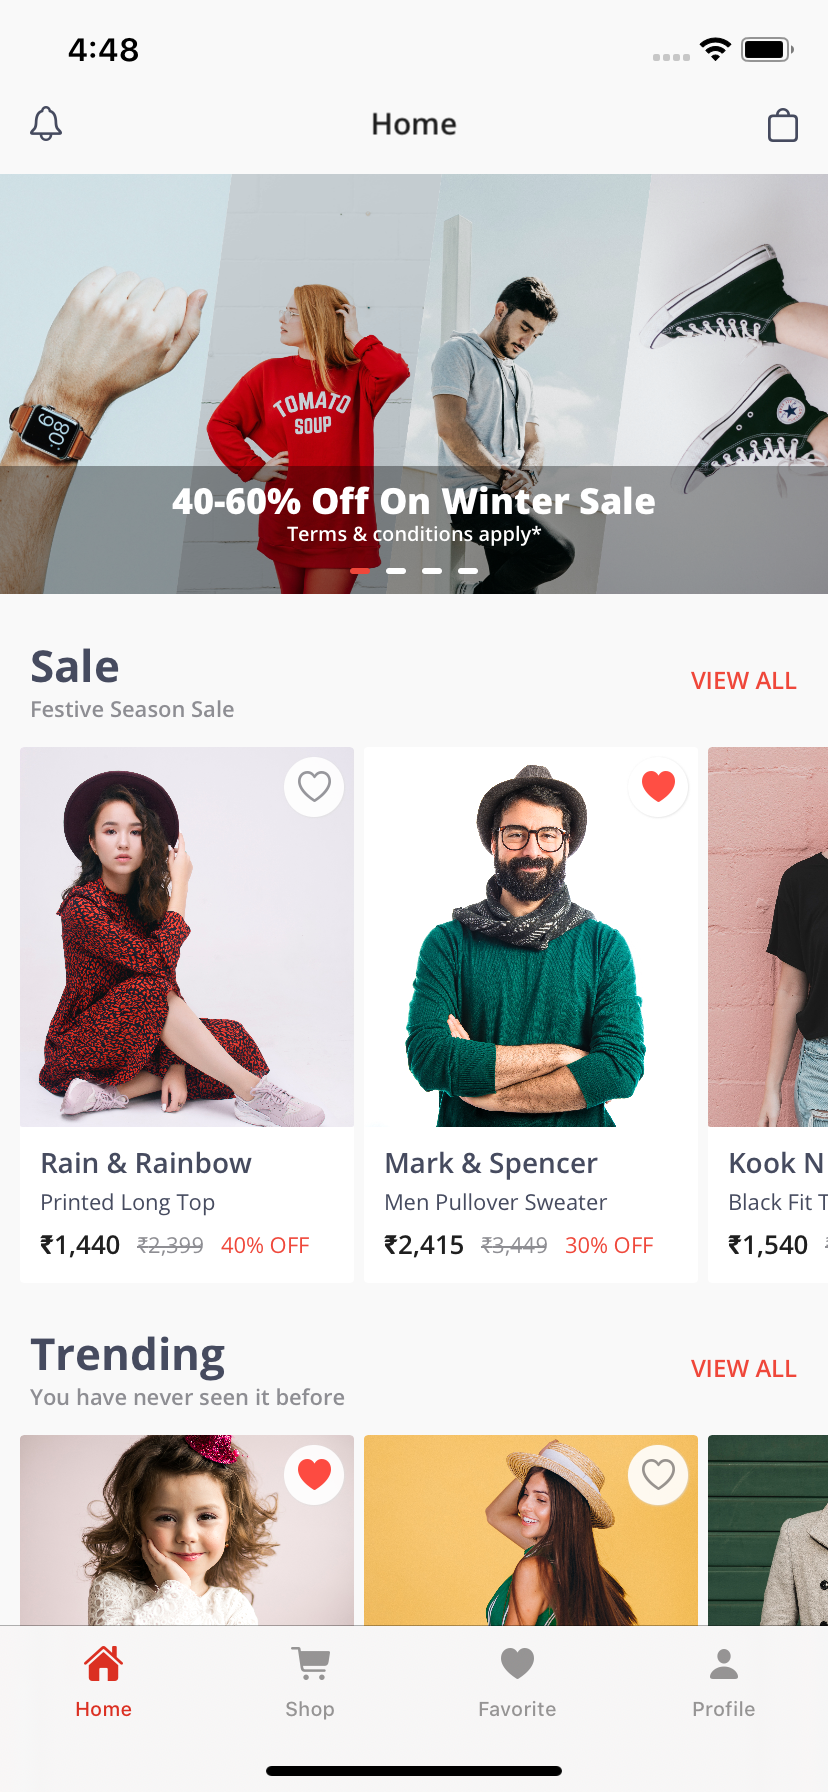 4:48
Home
TOMATO
SOUP
40-60% Off On Winter Sale
Terms & conditions apply*
Sale
VIEW ALL
Festive Season Sale
Rain & Rainbow
Printed Long Top
₹1,440 ₹2,399 40% OFF
Mark & Spencer
Men Pullover Sweater
₹2,415 ₹3,449 30% OFF
Kook N
Black Fit T
₹1,540
Trending
VIEW ALL
You have never seen it before
Home
Shop
Favorite
Profile